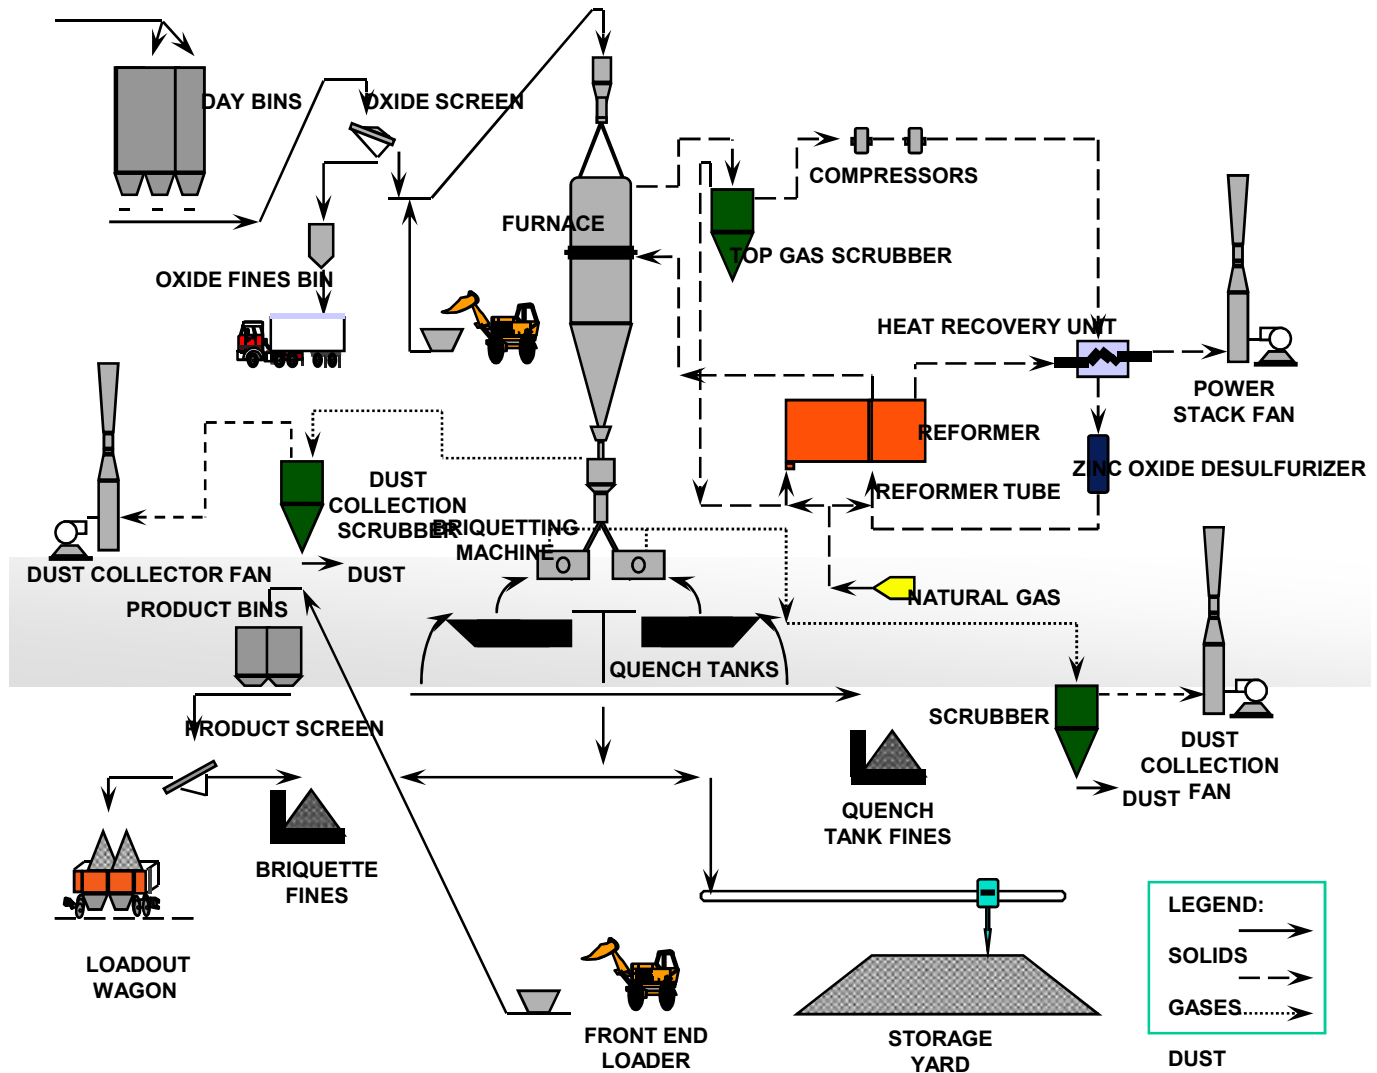 DAY BINS
OXIDE SCREEN
COMPRESSORS
FURNACE
TOP GAS SCRUBBER
OXIDE FINES BIN
HEAT RECOVERY UNIT
POWER
STACK FAN
REFORMER
ZINC OXIDE DESULFURIZER
REFORMER TUBE
DUST
COLLECTION
SCRUBBER
BRIQUETTING
MACHINE
DUST COLLECTOR FAN
DUST
NATURAL GAS
PRODUCT BINS
QUENCH TANKS
PRODUCT SCREEN
SCRUBBER
DUST
COLLECTION
FAN
DUST
QUENCH
TANK FINES
BRIQUETTE
FINES
LOADOUT
WAGON
FRONT END
LOADER
STORAGE
YARD
LEGEND:
SOLIDS
GASES
DUST